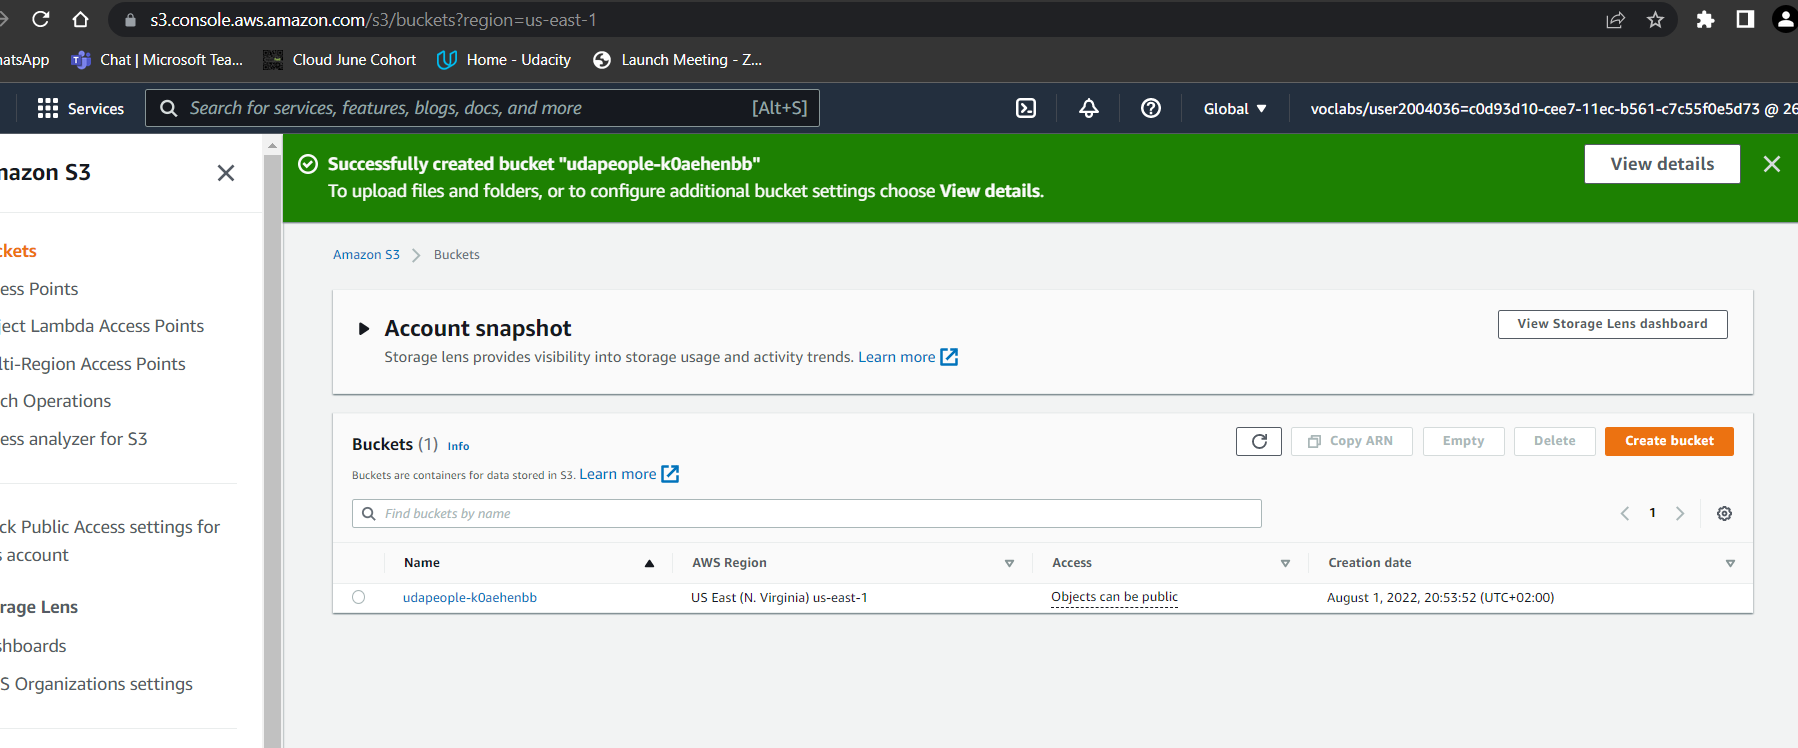 s3.console.aws.amazon.com/s3/buckets?region=us-east-1
hatsApp Chat | Microsoft Tea... Cloud June Cohort Home - Udacity Launch Meeting - Z...
Services Search for services, features, blogs, docs, and more [Alt+S] Global ▼ voclabs/user2004036=c0d93d10-cee7-11ec-b561-c7c55f0e5d73 @ 26
mazon S3
Successfully created bucket "udapeople-k0aehenbb"
To upload files and folders, or to configure additional bucket settings choose View details.
View details
ckets
ess Points
ject Lambda Access Points
lti-Region Access Points
ch Operations
ess analyzer for S3
ck Public Access settings for
s account
rage Lens
shboards
S Organizations settings
Amazon S3 > Buckets
Account snapshot
Storage lens provides visibility into storage usage and activity trends. Learn more
View Storage Lens dashboard
Buckets (1) Info
Buckets are containers for data stored in S3. Learn more
Copy ARN Empty Delete Create bucket
Find buckets by name
1
Name AWS Region Access Creation date
udapeople-k0aehenbb US East (N. Virginia) us-east-1 Objects can be public August 1, 2022, 20:53:52 (UTC+02:00)